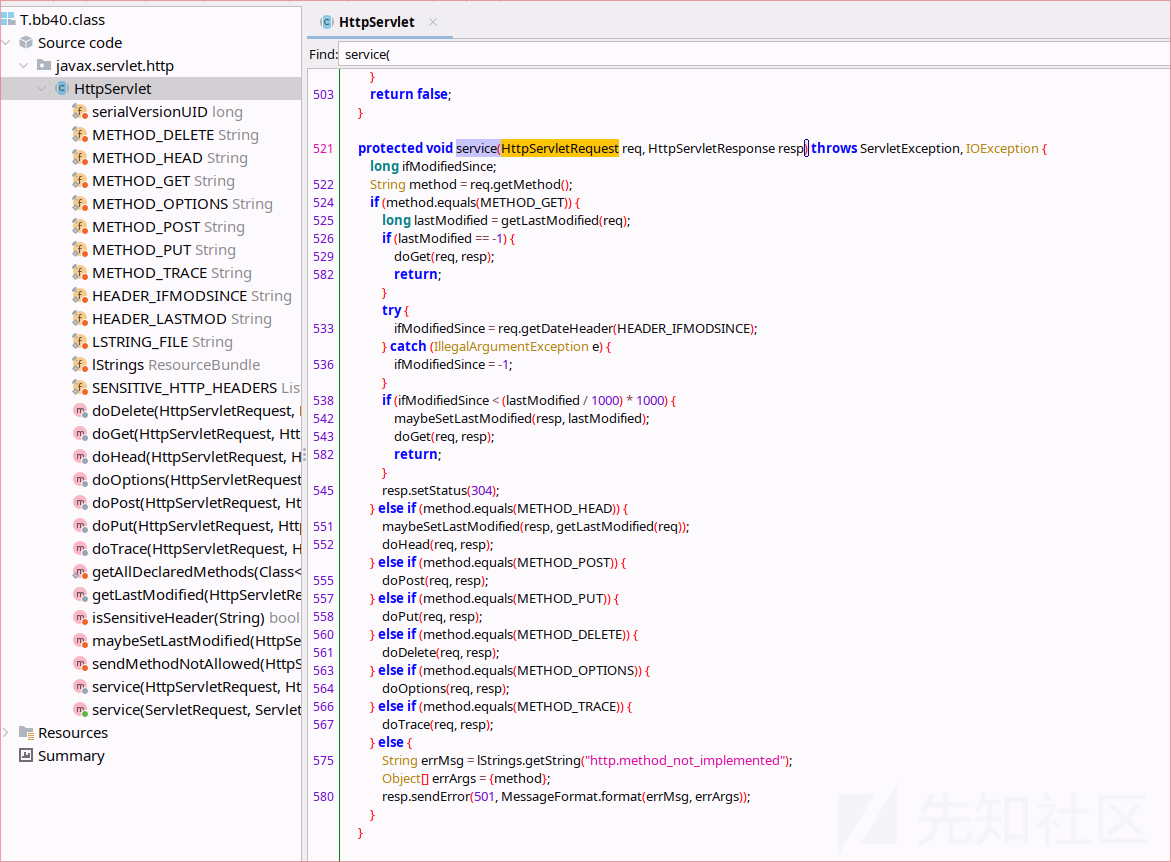 T.bb40.class
Source code
javax.servlet.http
HttpServlet
serialVersionUID long
METHOD_DELETE String
METHOD_HEAD String
METHOD_GET String
METHOD_OPTIONS String
METHOD_POST String
METHOD_PUT String
METHOD_TRACE String
HEADER_IFMODSINCE String
HEADER_LASTMOD String
LSTRING_FILE String
lStrings ResourceBundle
SENSITIVE_HTTP_HEADERS Lis
doDelete(HttpServletRequest,
doGet(HttpServletRequest, Htt
doHead(HttpServletRequest, H
doOptions(HttpServletRequest
doPost(HttpServletRequest, Ht
doPut(HttpServletRequest, Htt
doTrace(HttpServletRequest, H
getAllDeclaredMethods(Class<
getLastModified(HttpServletRe
isSensitiveHeader(String) bool
maybeSetLastModified(HttpSe
sendMethodNotAllowed(HttpS
service(HttpServletRequest, Ht
service(ServletRequest, Servlet
Resources
Summary
HttpServlet
Find: service(
}
503 return false;
}
521 protected void service(HttpServletRequest req, HttpServletResponse resp) throws ServletException, IOException {
long ifModifiedSince;
522 String method = req.getMethod();
524 if (method.equals(METHOD_GET)) {
525 long lastModified = getLastModified(req);
526 if (lastModified == -1) {
529 doGet(req, resp);
582 return;
}
try {
533 ifModifiedSince = req.getDateHeader(HEADER_IFMODSINCE);
} catch (IllegalArgumentException e) {
536 ifModifiedSince = -1;
}
538 if (ifModifiedSince < (lastModified / 1000) * 1000) {
542 maybeSetLastModified(resp, lastModified);
543 doGet(req, resp);
582 return;
}
545 resp.setStatus(304);
} else if (method.equals(METHOD_HEAD)) {
551 maybeSetLastModified(resp, getLastModified(req));
552 doHead(req, resp);
} else if (method.equals(METHOD_POST)) {
555 doPost(req, resp);
557 } else if (method.equals(METHOD_PUT)) {
558 doPut(req, resp);
560 } else if (method.equals(METHOD_DELETE)) {
561 doDelete(req, resp);
563 } else if (method.equals(METHOD_OPTIONS)) {
564 doOptions(req, resp);
566 } else if (method.equals(METHOD_TRACE)) {
567 doTrace(req, resp);
} else {
575 String errMsg = lStrings.getString("http.method_not_implemented");
Object[] errArgs = {method};
580 resp.sendError(501, MessageFormat.format(errMsg, errArgs));
}
}
先知社区